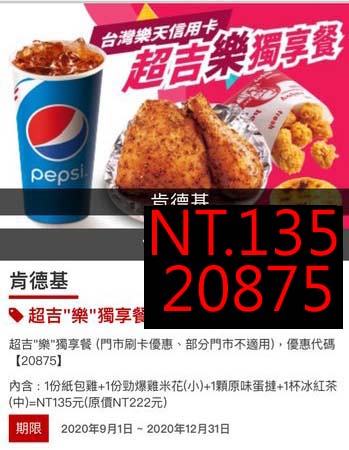 台灣樂天信用卡
超吉樂獨享餐
pepsi
肯德基
NT.135
20875
肯德基
超吉"樂"獨享餐
超吉"樂"獨享餐 (門市刷卡優惠、部分門市不適用)，優惠代碼
【20875】
內含：1份紙包雞+1份勁爆雞米花(小)+1顆原味蛋撻+1杯冰紅茶
(中)=NT135元(原價NT222元)
期限 2020年9月1日 ~ 2020年12月31日